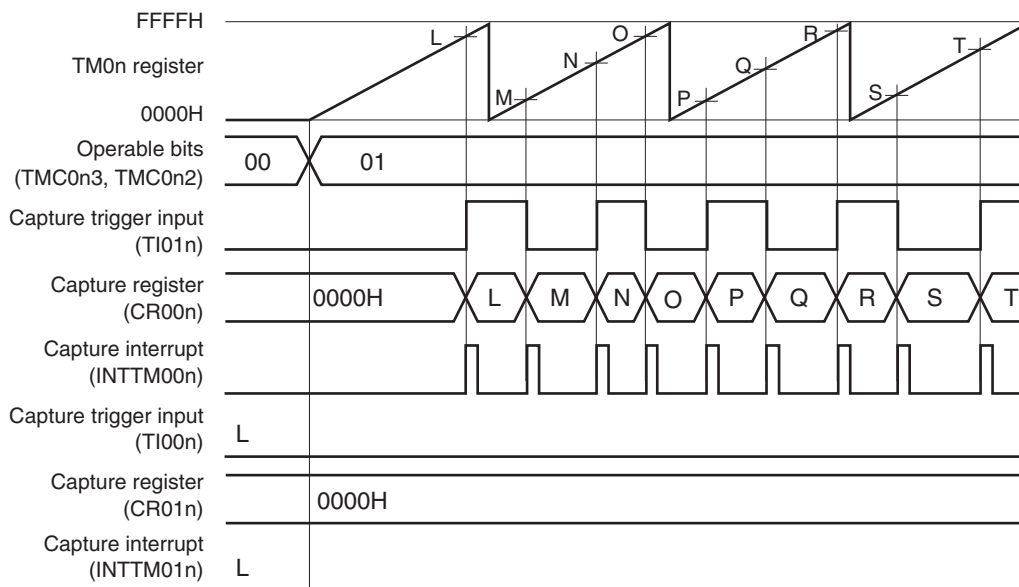 FFFFH
TM0n register
0000H
L M N O P Q R S T
Operable bits
(TMC0n3, TMC0n2)
00 01
Capture trigger input
(TI01n)
Capture register
(CR00n)
0000H L M N O P Q R S T
Capture interrupt
(INTTM00n)
Capture trigger input
(TI00n)
L
Capture register
(CR01n)
0000H
Capture interrupt
(INTTM01n)
L